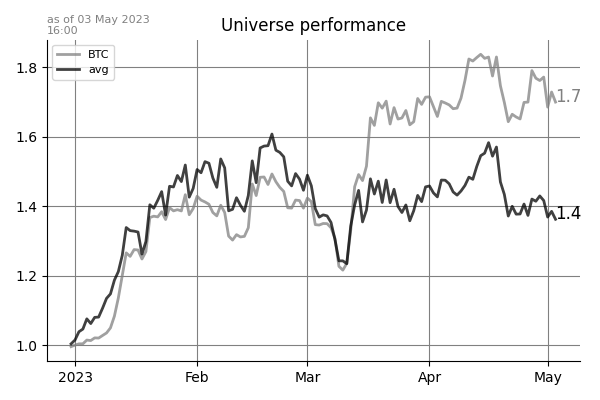 as of 03 May 2023
16:00
Universe performance
BTC
avg
1.8
1.6
1.4
1.2
1.0
1.7
1.4
2023 Feb Mar Apr May